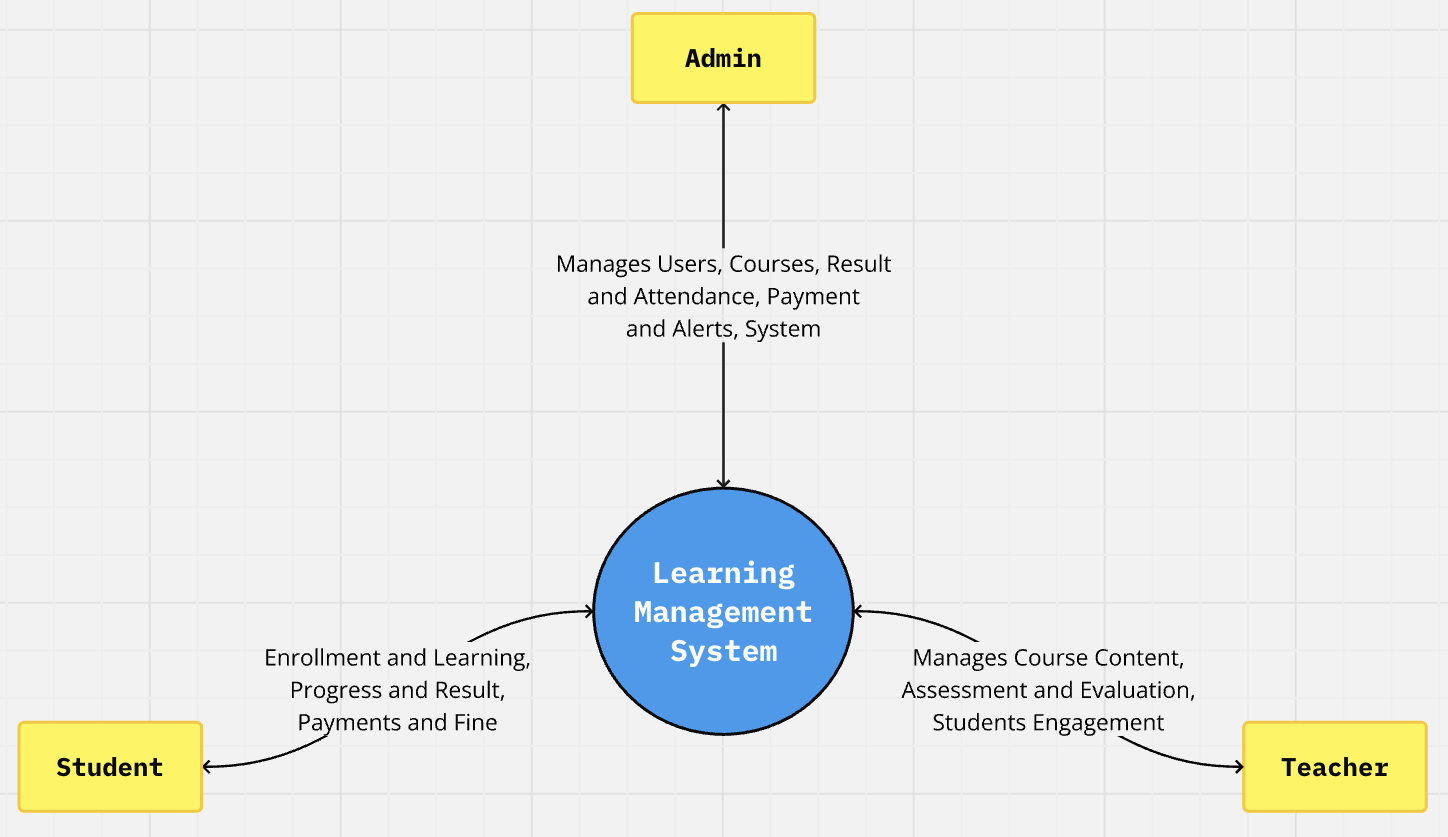 Admin
Manages Users, Courses, Result
and Attendance, Payment
and Alerts, System
Learning
Management
System
Enrollment and Learning,
Progress and Result,
Payments and Fine
Manages Course Content,
Assessment and Evaluation,
Students Engagement
Student
Teacher